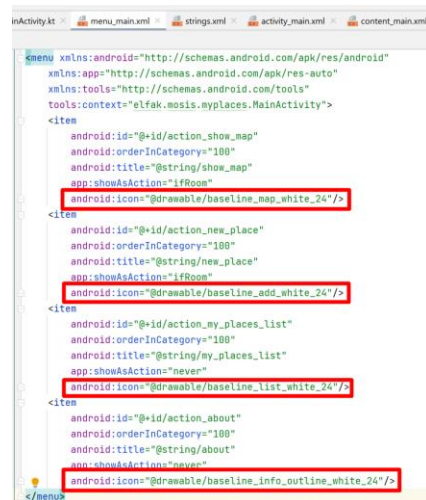 inActivity.kt menu_main.xml strings.xml activity_main.xml content_main.xml
<menu xmlns:android="http://schemas.android.com/apk/res/android"
xmlns:app="http://schemas.android.com/apk/res-auto"
xmlns:tools="http://schemas.android.com/tools"
tools:context="elfak.mosis.myplaces.MainActivity">
<item
android:id="@+id/action_show_map"
android:orderInCategory="100"
android:title="@string/show_map"
app:showAsAction="ifRoom"
android:icon="@drawable/baseline_map_white_24"/>
<item
android:id="@+id/action_new_place"
android:orderInCategory="100"
android:title="@string/new_place"
app:showAsAction="ifRoom"
android:icon="@drawable/baseline_add_white_24"/>
<item
android:id="@+id/action_my_places_list"
android:orderInCategory="100"
android:title="@string/my_places_list"
app:showAsAction="never"
android:icon="@drawable/baseline_list_white_24"/>
<item
android:id="@+id/action_about"
android:orderInCategory="100"
android:title="@string/about"
app:showAsAction="never"
android:icon="@drawable/baseline_info_outline_white_24"/>
</menu>